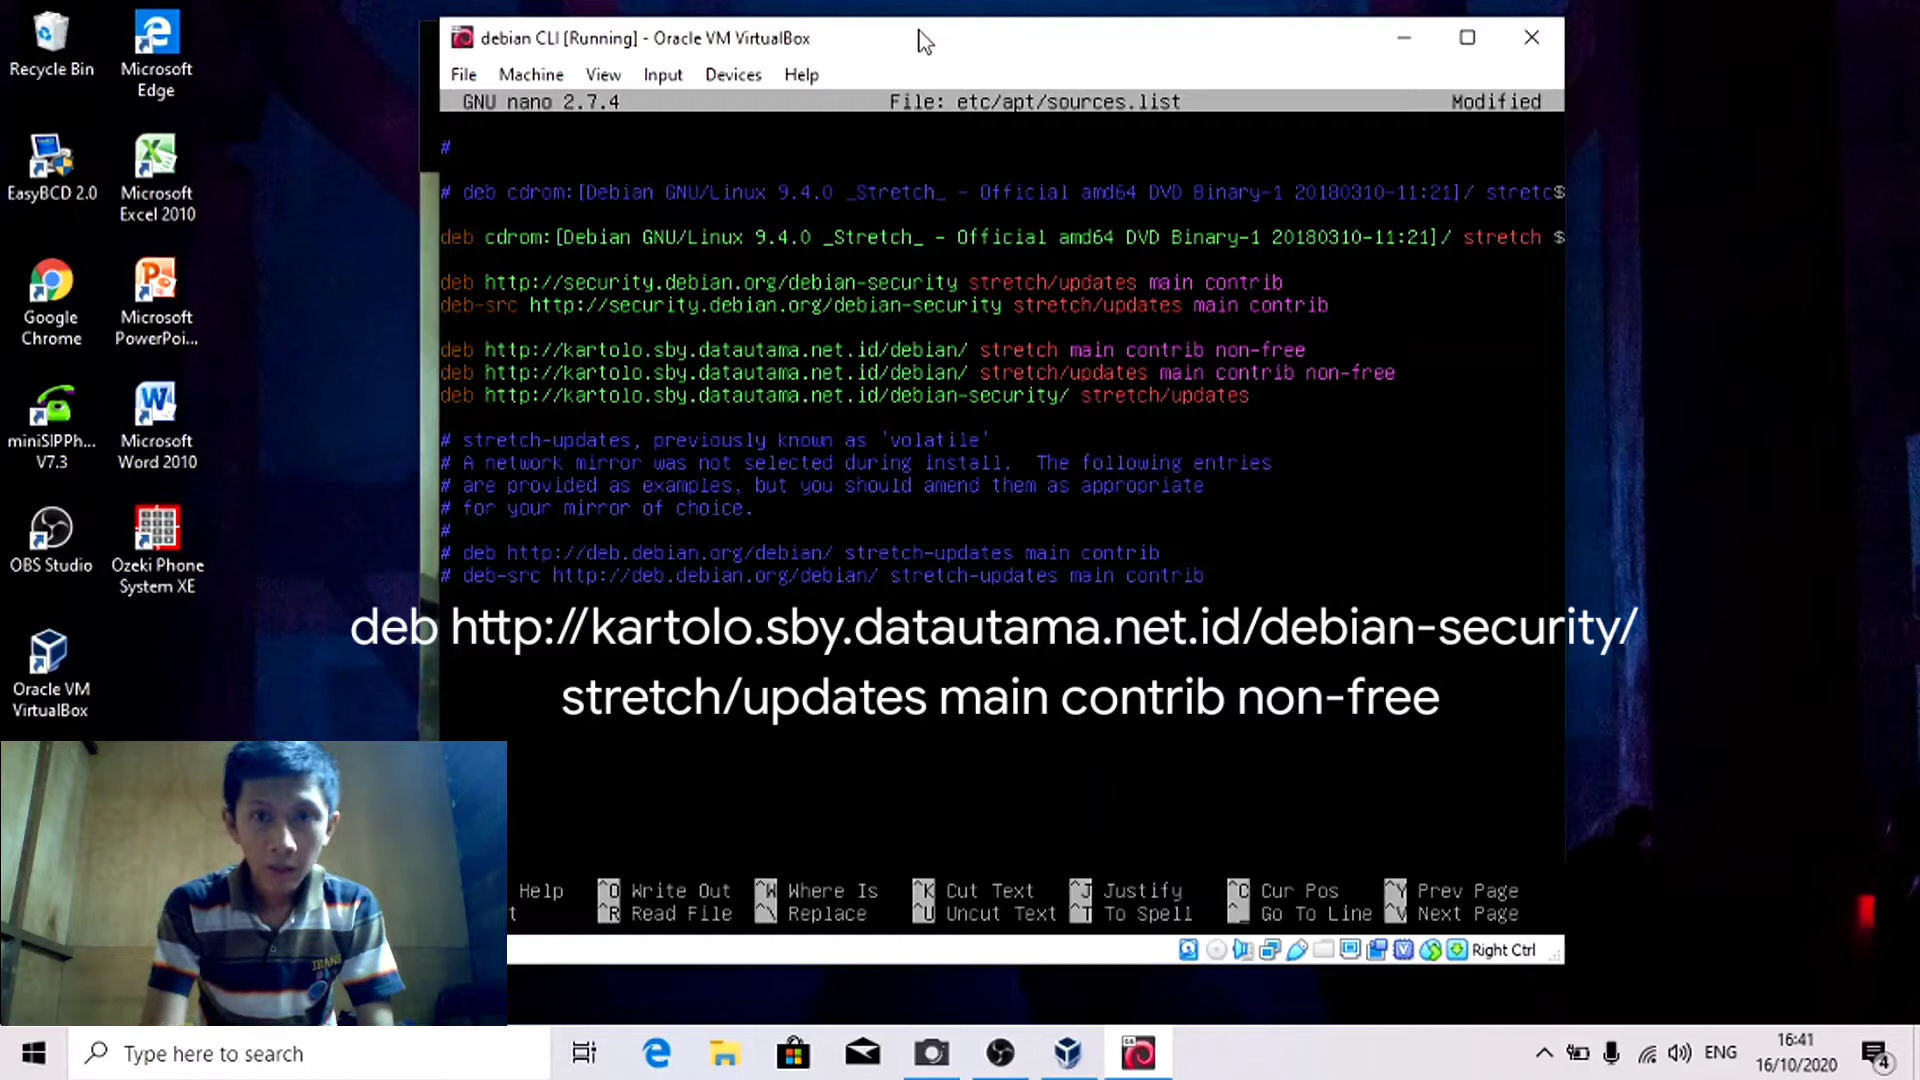 debian CLI [Running] - Oracle VM VirtualBox
File Machine View Input Devices Help
GNU nano 2.7.4 File: etc/apt/sources.list Modified
#
# deb cdrom:[Debian GNU/Linux 9.4.0 _Stretch_ - Official amd64 DVD Binary-1 20180310-11:21]/ stretc$
deb cdrom:[Debian GNU/Linux 9.4.0 _Stretch_ - Official amd64 DVD Binary-1 20180310-11:21]/ stretch $
deb http://security.debian.org/debian-security stretch/updates main contrib
deb-src http://security.debian.org/debian-security stretch/updates main contrib
deb http://kartolo.sby.datautama.net.id/debian/ stretch main contrib non-free
deb http://kartolo.sby.datautama.net.id/debian/ stretch/updates main contrib non-free
deb http://kartolo.sby.datautama.net.id/debian-security/ stretch/updates
# stretch-updates, previously known as 'volatile'
# A network mirror was not selected during install.  The following entries
# are provided as examples, but you should amend them as appropriate
# for your mirror of choice.
#
# deb http://deb.debian.org/debian/ stretch-updates main contrib
# deb-src http://deb.debian.org/debian/ stretch-updates main contrib
deb http://kartolo.sby.datautama.net.id/debian-security/
stretch/updates main contrib non-free
Help ^O Write Out ^W Where Is ^K Cut Text ^J Justify ^C Cur Pos ^Y Prev Page
t ^R Read File ^\ Replace ^U Uncut Text ^T To Spell ^_ Go To Line ^V Next Page
Right Ctrl
Recycle Bin
Microsoft
Edge
EasyBCD 2.0
Microsoft
Excel 2010
Google
Chrome
Microsoft
PowerPoi...
miniSIPPh...
V7.3
Microsoft
Word 2010
OBS Studio
Ozeki Phone
System XE
Oracle VM
VirtualBox
Type here to search
ENG
16:41
16/10/2020
4